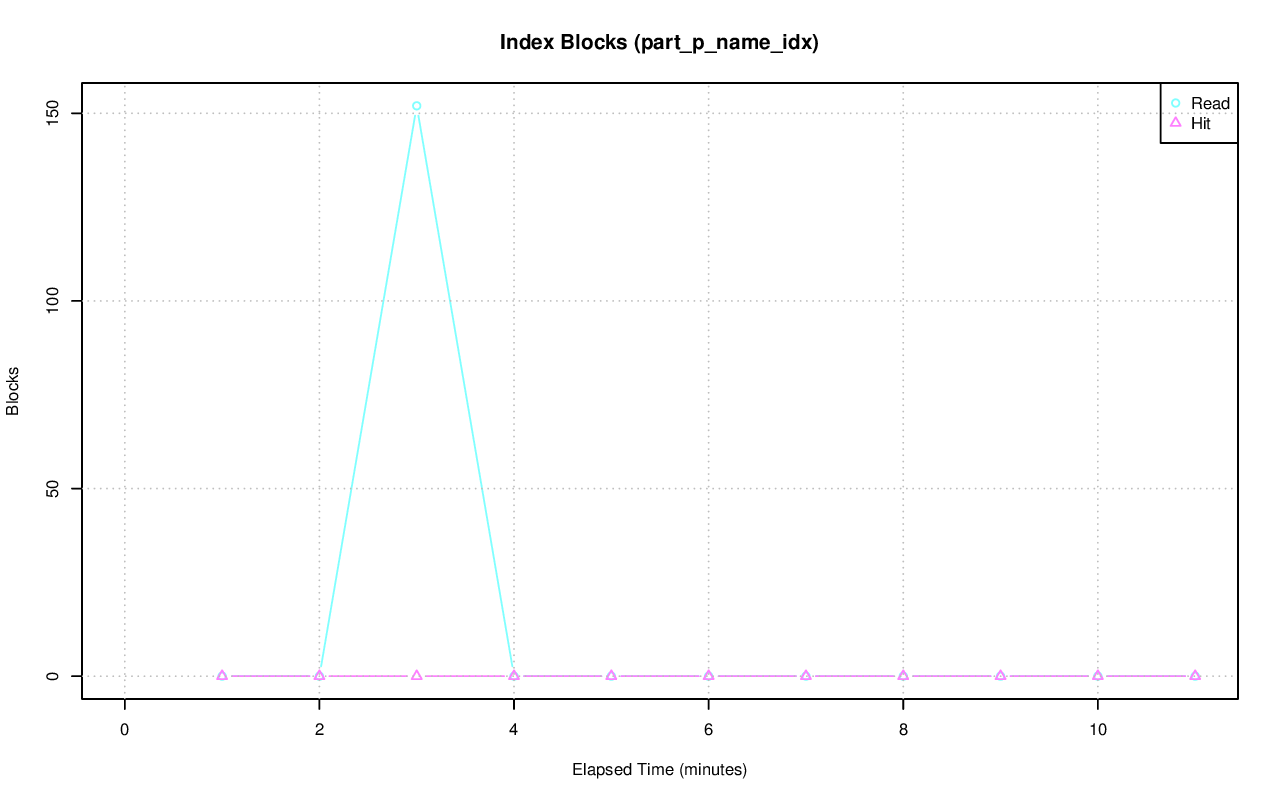 Index Blocks (part_p_name_idx)
Read
Hit
150
100
50
0
Blocks
0 2 4 6 8 10
Elapsed Time (minutes)